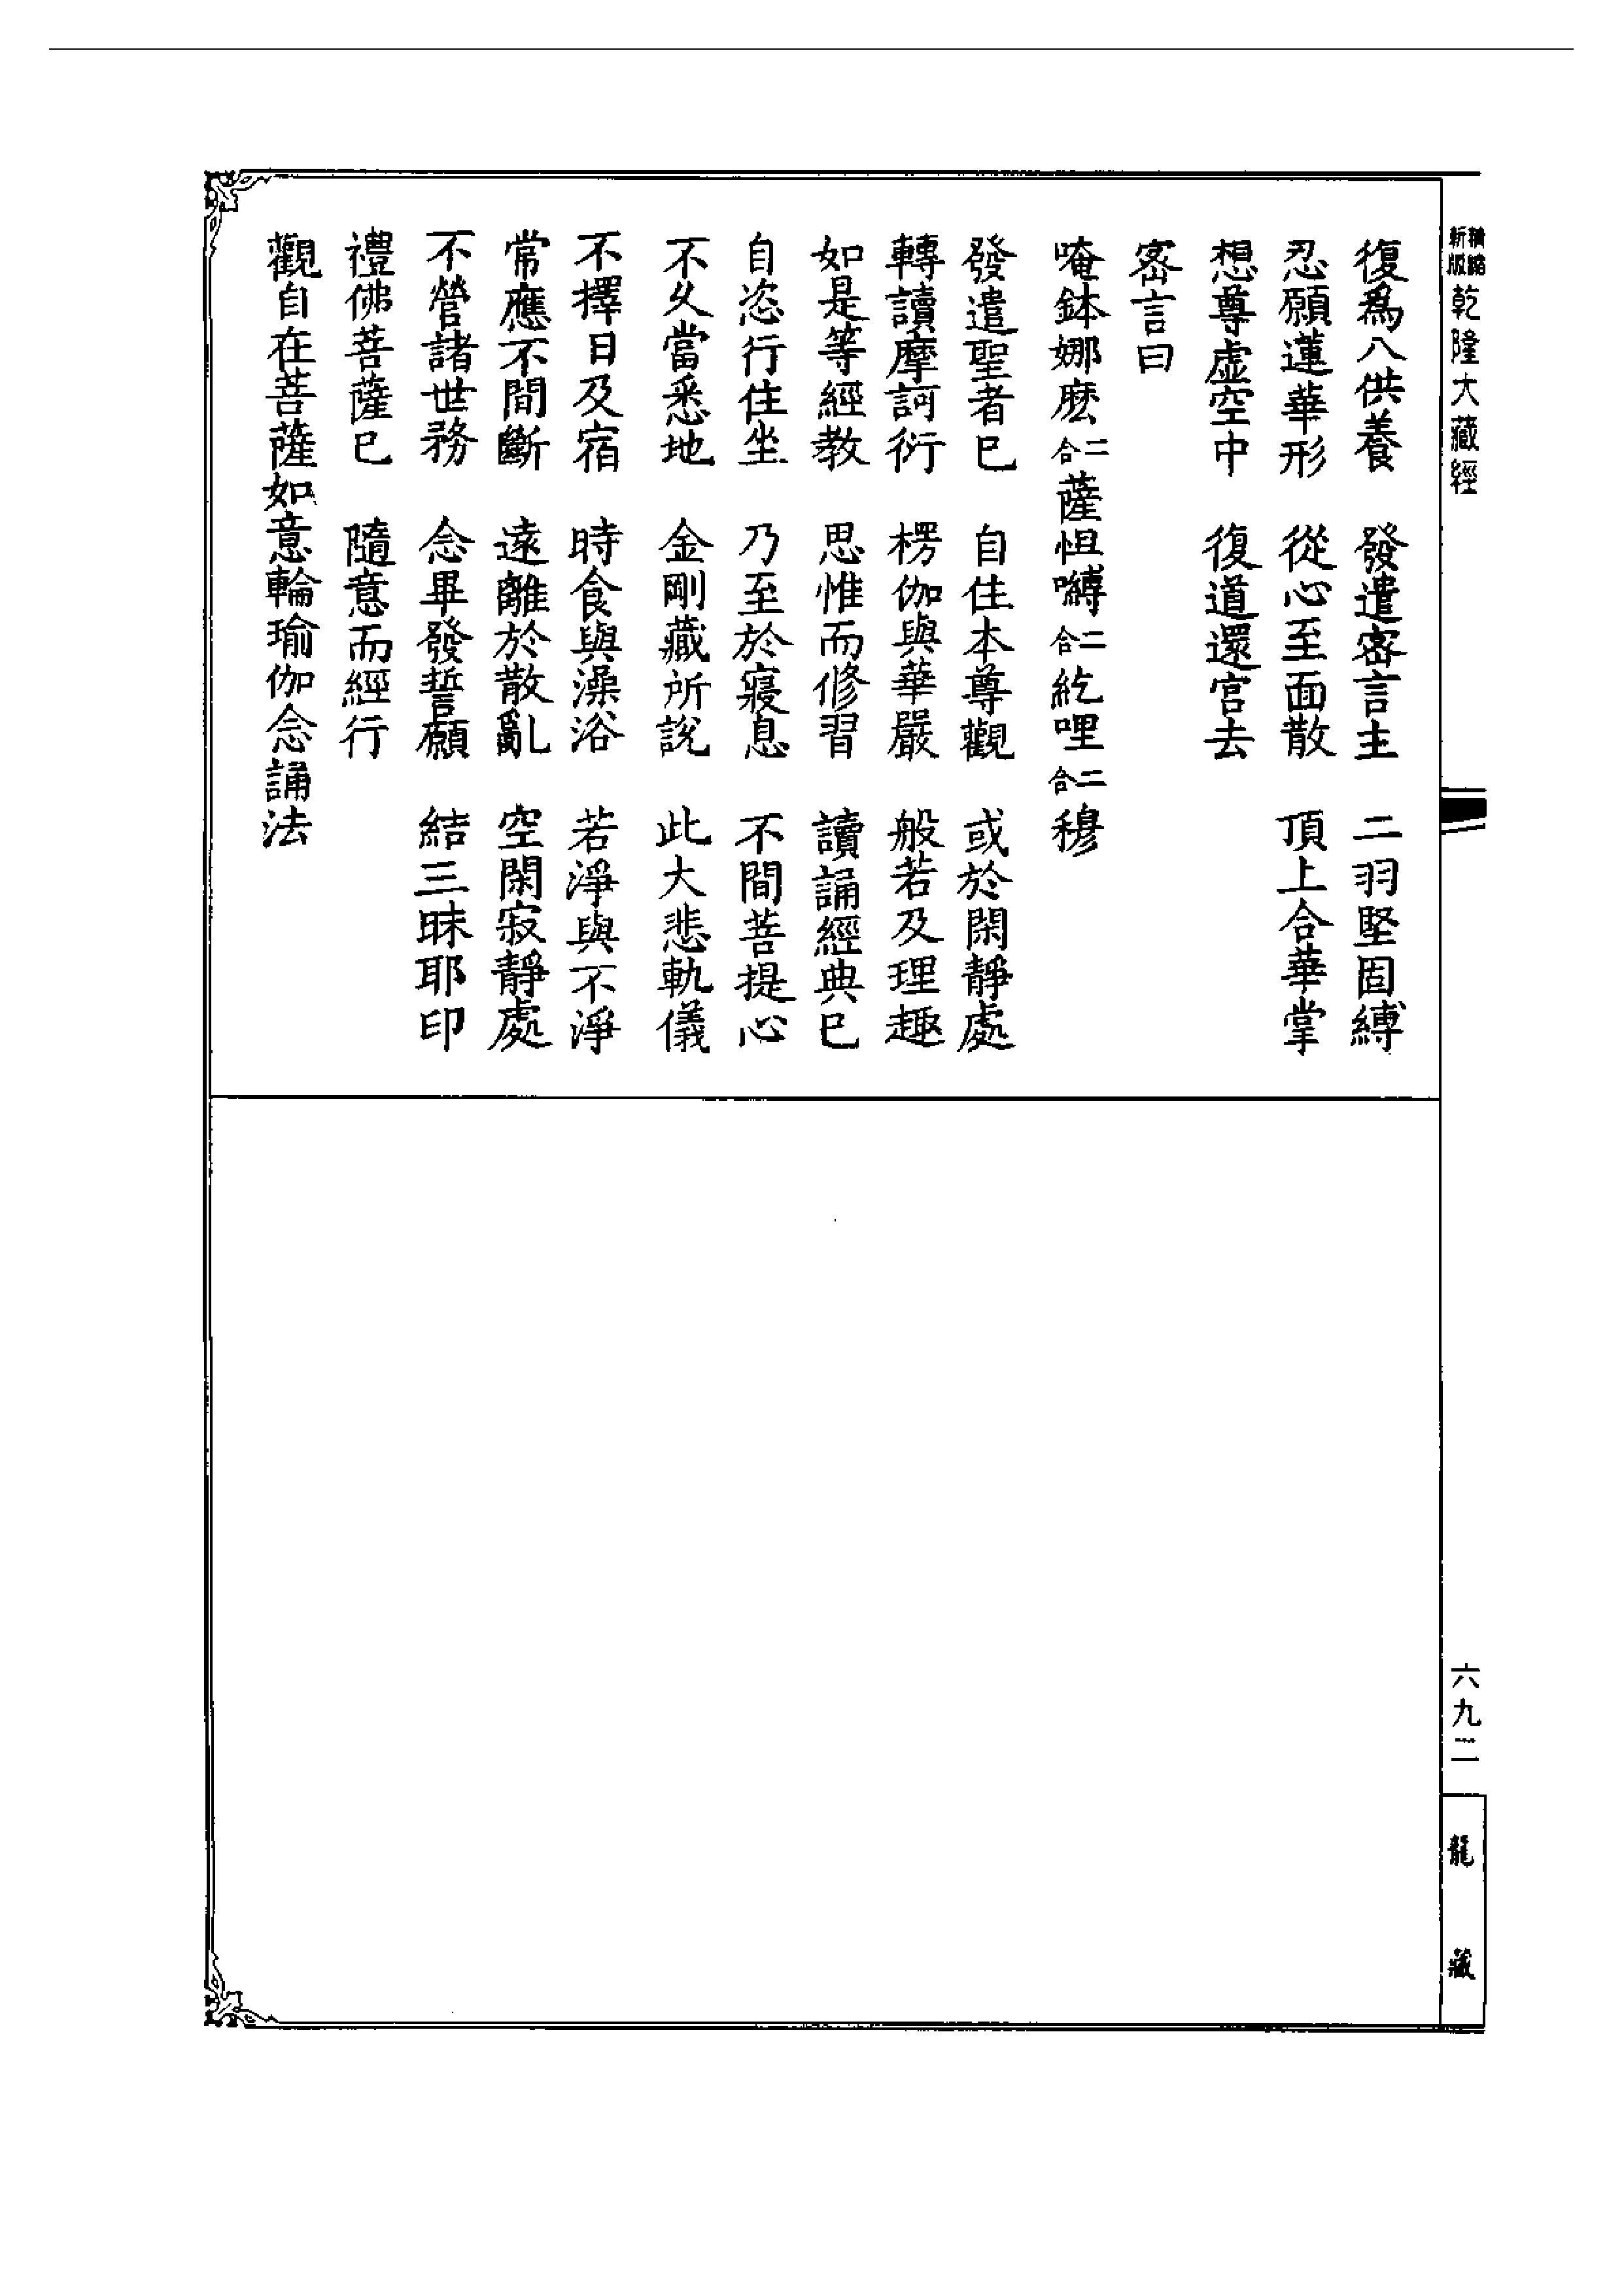 新版精縮乾隆大藏經
復爲八供養　發遣密言主　二羽堅固縛
忍願蓮華形　從心至面散　頂上合華掌
想尊虛空中　復道還宮去
密言曰
唵鉢娜麽二合薩怛嚩二合紇哩二合穆
發遣聖者已　自住本尊觀　或於閑靜處
轉讀摩訶衍　楞伽與華嚴　般若及理趣
如是等經教　思惟而修習　讀誦經典已
自恣行住坐　乃至於寢息　不間菩提心
不久當悉地　金剛藏所說　此大悲軌儀
不擇日及宿　時食與澡浴　若淨與不淨
常應不間斷　遠離於散亂　空閑寂靜處
不營諸世務　念畢發誓願　結三昧耶印
禮佛菩薩已　隨意而經行
觀自在菩薩如意輪瑜伽念誦法
六九二
龍藏